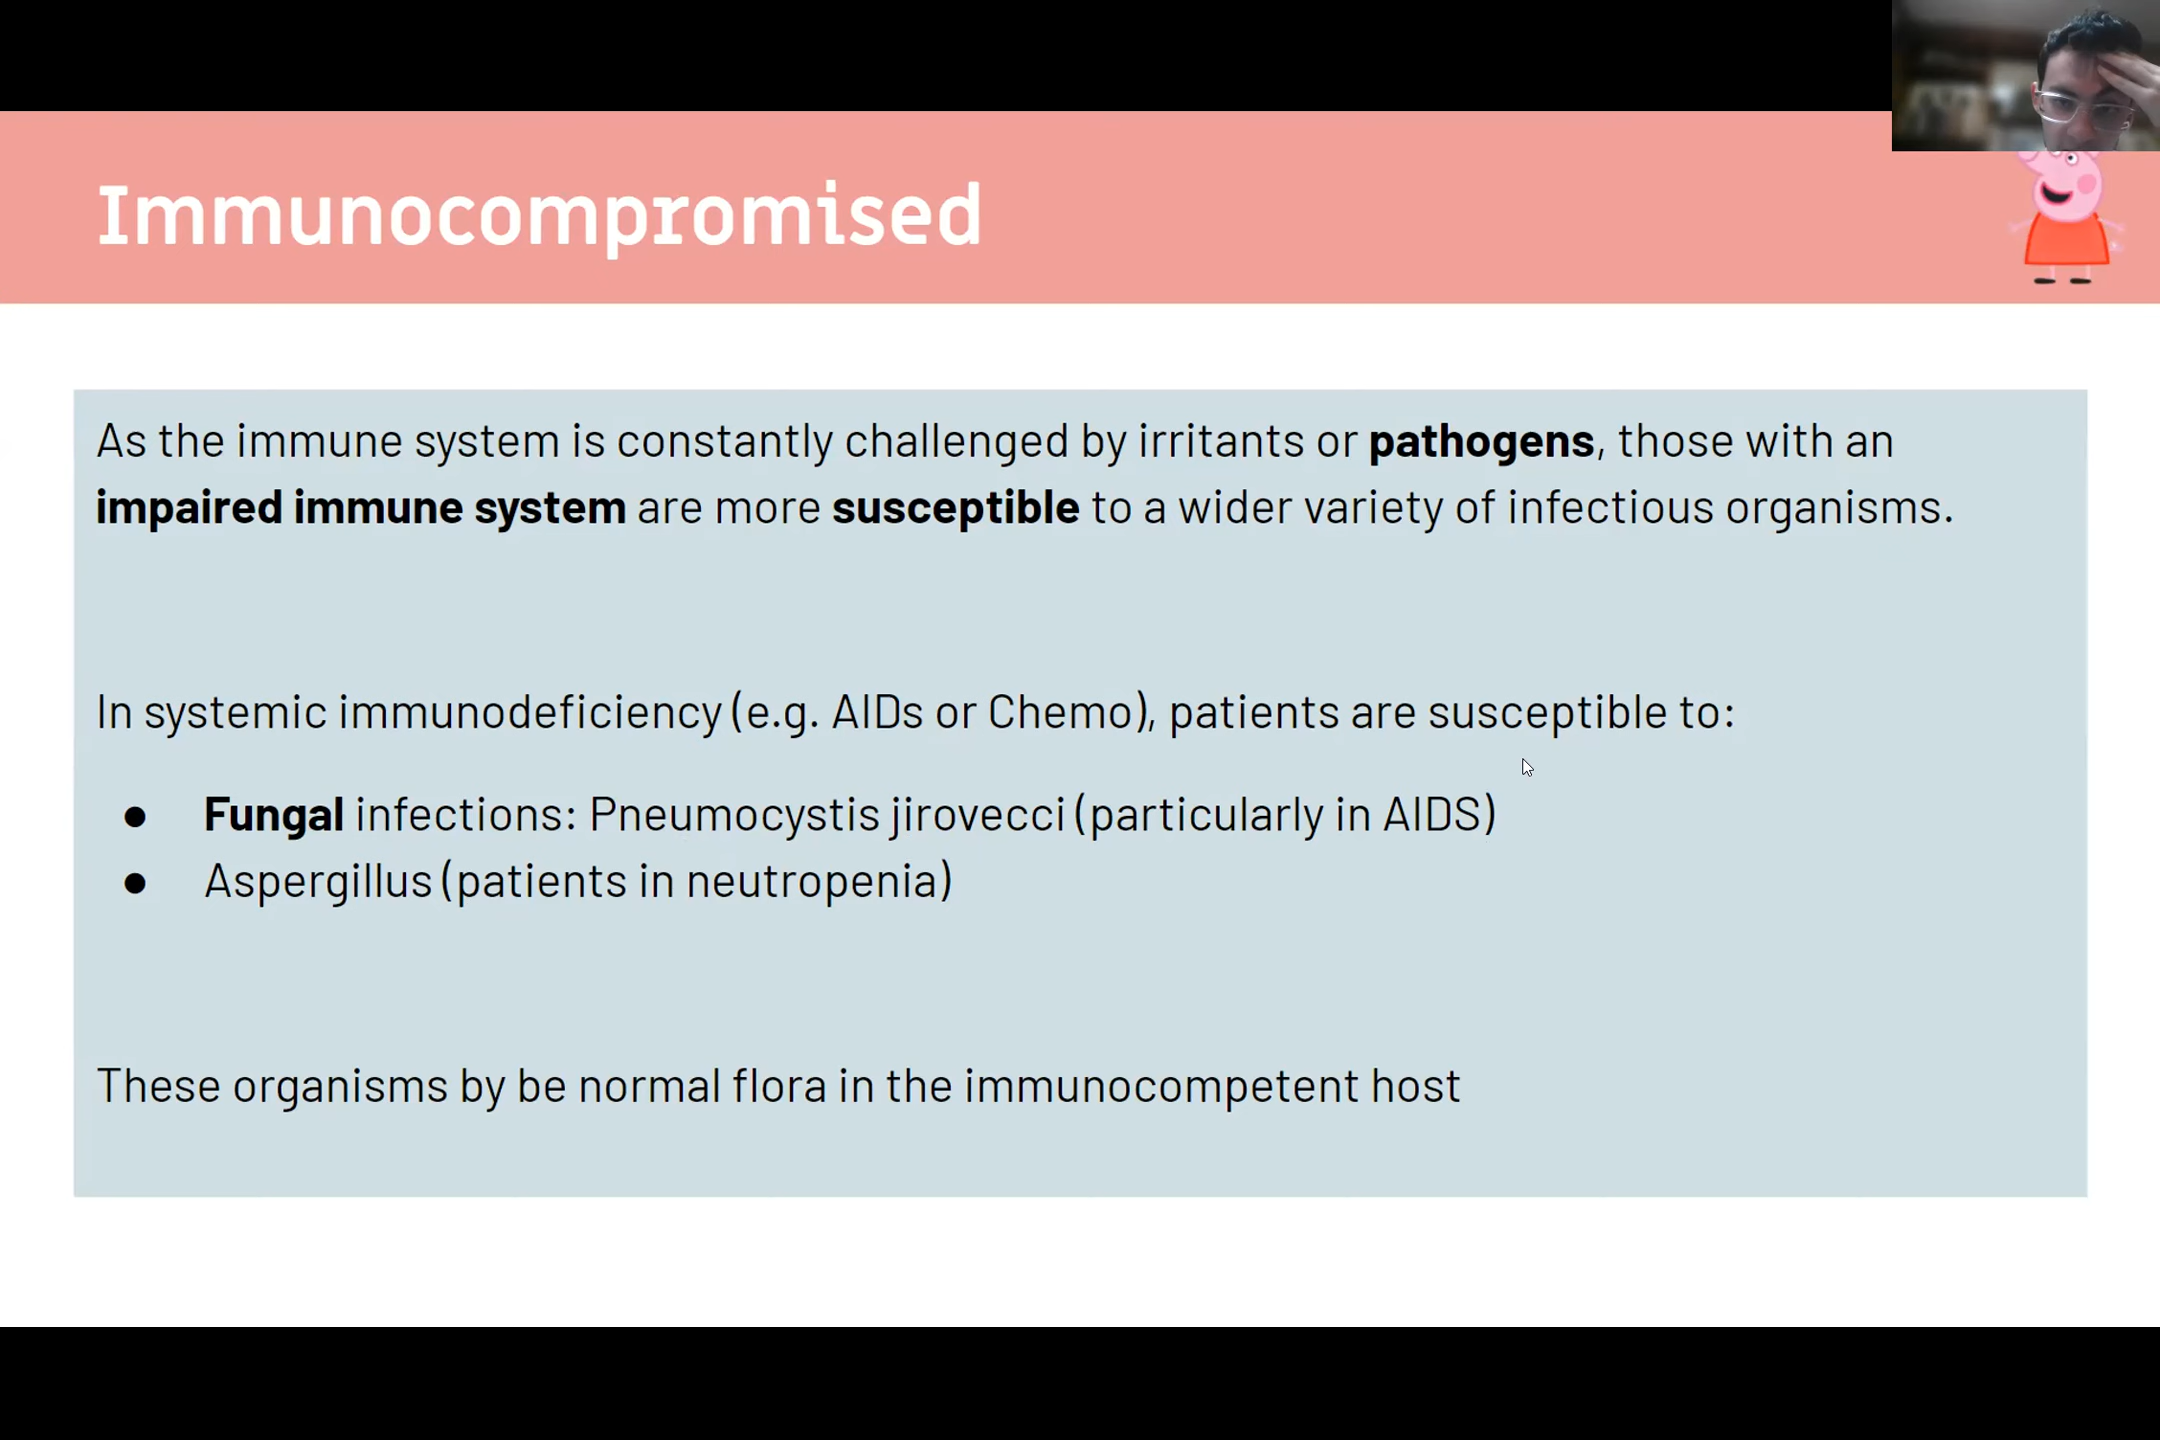 Immunocompromised
As the immune system is constantly challenged by irritants or pathogens, those with an
impaired immune system are more susceptible to a wider variety of infectious organisms.
In systemic immunodeficiency (e.g. AIDs or Chemo), patients are susceptible to:
● Fungal infections: Pneumocystis jirovecci (particularly in AIDS)
● Aspergillus (patients in neutropenia)
These organisms by be normal flora in the immunocompetent host